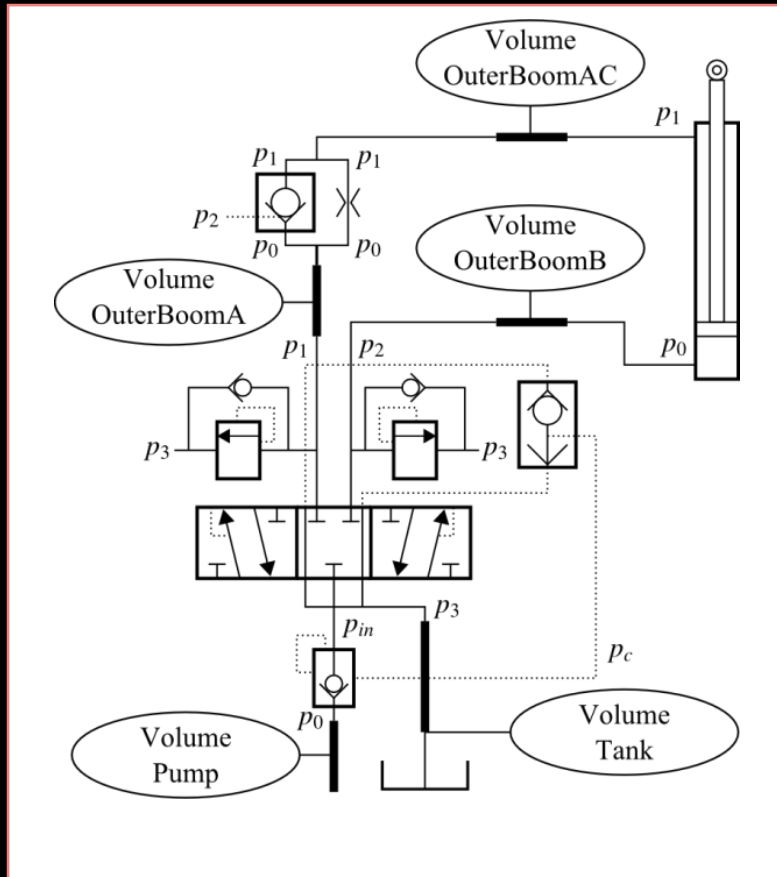 Volume
OuterBoomAC
p1
p1
p1
p2
p0
p0
Volume
OuterBoomB
Volume
OuterBoomA
p1
p2
p0
p3
p3
p3
pin
pc
p0
Volume
Pump
Volume
Tank